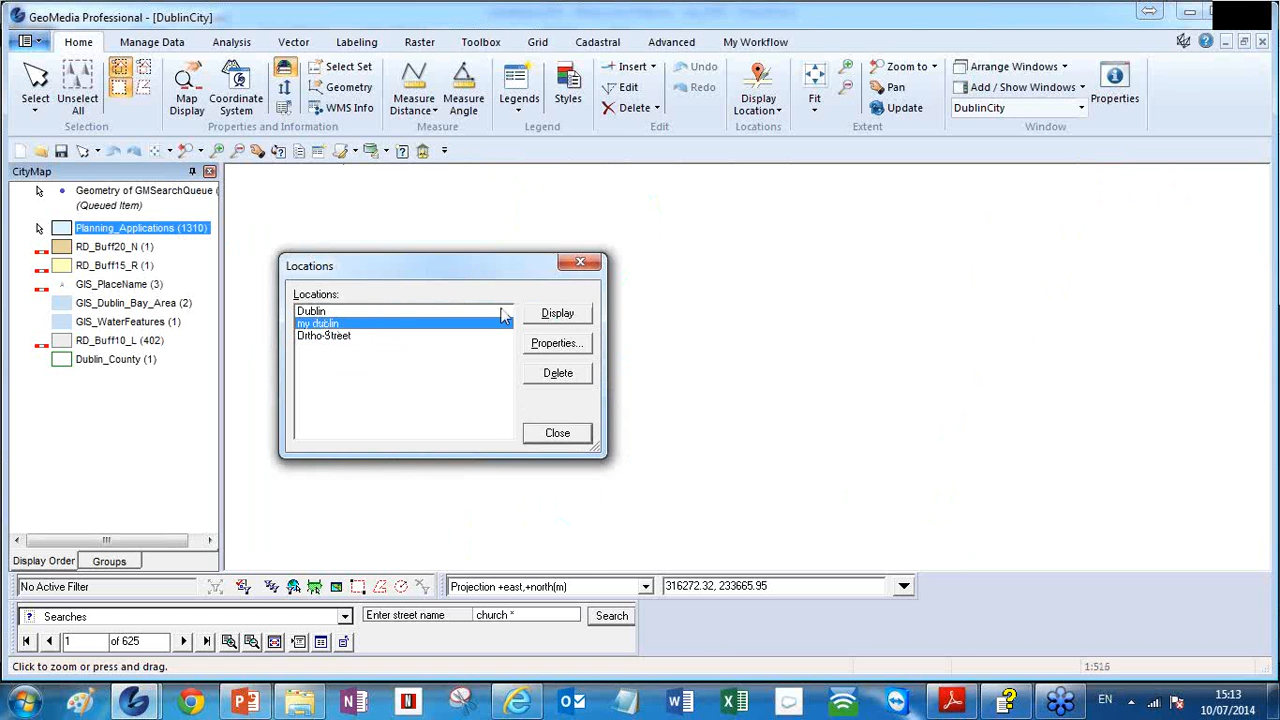 GeoMedia Professional - [DublinCity]
Home Manage Data Analysis Vector Labeling Raster Toolbox Grid Cadastral Advanced My Workflow
Select
Unselect All
Selection
Map Display
Coordinate System
Select Set
Geometry
WMS Info
Properties and Information
Measure Distance
Measure Angle
Measure
Legends
Styles
Legend
Insert
Edit
Delete
Undo
Redo
Edit
Display Location
Locations
Fit
Zoom to
Pan
Update
Extent
Arrange Windows
Add / Show Windows
DublinCity
Window
Properties
CityMap
Geometry of GMSearchQueue (
(Queued Item)
Planning_Applications (1310)
RD_Buff20_N (1)
RD_Buff15_R (1)
A GIS_PlaceName (3)
GIS_Dublin_Bay_Area (2)
GIS_WaterFeatures (1)
RD_Buff10_L (402)
Dublin_County (1)
Display Order Groups
Locations
Locations:
Dublin
my dublin
Ortho-Street
Display
Properties...
Delete
Close
No Active Filter
Projection +east,+north(m)
316272.32, 233665.95
Searches
Enter street name church * Search
1 of 625
Click to zoom or press and drag.
1:516
EN
15:13
10/07/2014